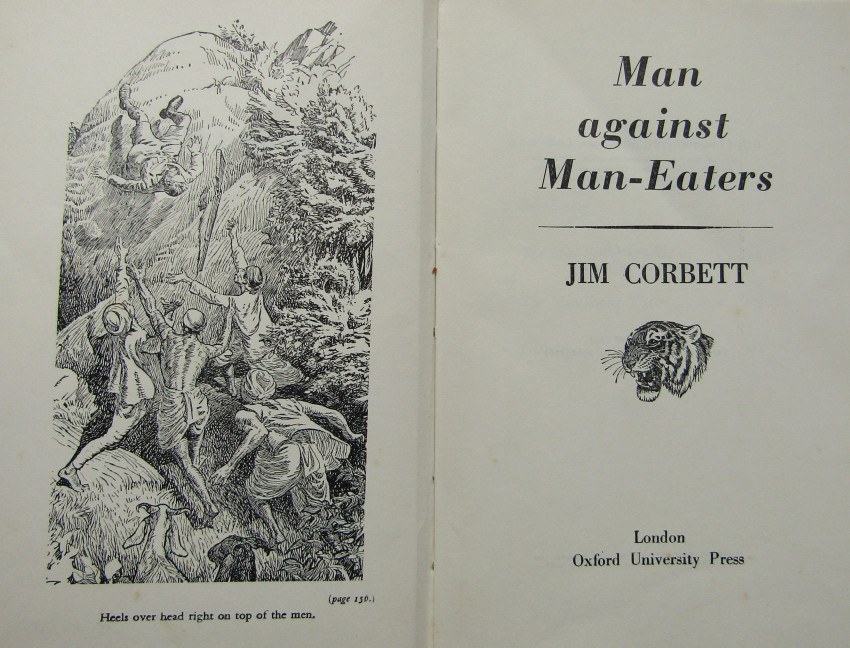 (page 156.)
Heels over head right on top of the men.
Man
against
Man-Eaters
JIM CORBETT
London
Oxford University Press